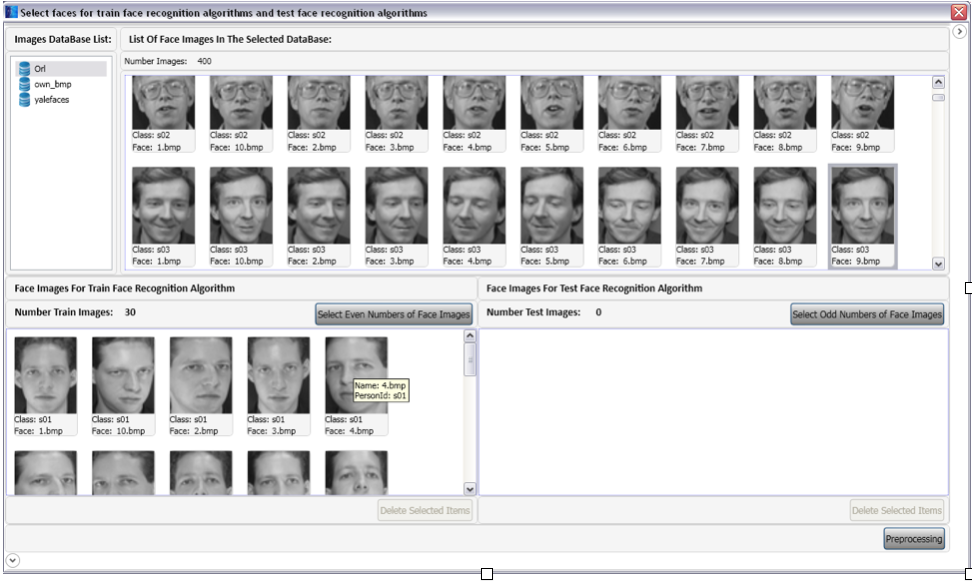 Select faces for train face recognition algorithms and test face recognition algorithms
Images DataBase List:
List Of Face Images In The Selected DataBase:
Orl
own_bmp
yalefaces
Number Images: 400
Class: s02 Class: s02 Class: s02 Class: s02 Class: s02 Class: s02 Class: s02 Class: s02 Class: s02 Class: s02
Face: 1.bmp Face: 10.bmp Face: 2.bmp Face: 3.bmp Face: 4.bmp Face: 5.bmp Face: 6.bmp Face: 7.bmp Face: 8.bmp Face: 9.bmp
Class: s03 Class: s03 Class: s03 Class: s03 Class: s03 Class: s03 Class: s03 Class: s03 Class: s03 Class: s03
Face: 1.bmp Face: 10.bmp Face: 2.bmp Face: 3.bmp Face: 4.bmp Face: 5.bmp Face: 6.bmp Face: 7.bmp Face: 8.bmp Face: 9.bmp
Face Images For Train Face Recognition Algorithm
Number Train Images: 30
Select Even Numbers of Face Images
Name: 4.bmp
PersonId: s01
Class: s01 Class: s01 Class: s01 Class: s01 Class: s01
Face: 1.bmp Face: 10.bmp Face: 2.bmp Face: 3.bmp Face: 4.bmp
Delete Selected Items
Face Images For Test Face Recognition Algorithm
Number Test Images: 0
Select Odd Numbers of Face Images
Delete Selected Items
Preprocessing